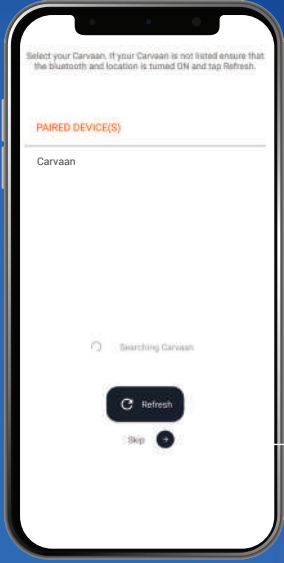 Select your Carvaan. If your Carvaan is not listed ensure that
the bluetooth and location is turned ON and tap Refresh.
PAIRED DEVICE(S)
Carvaan
Searching Carvaan
Refresh
Skip